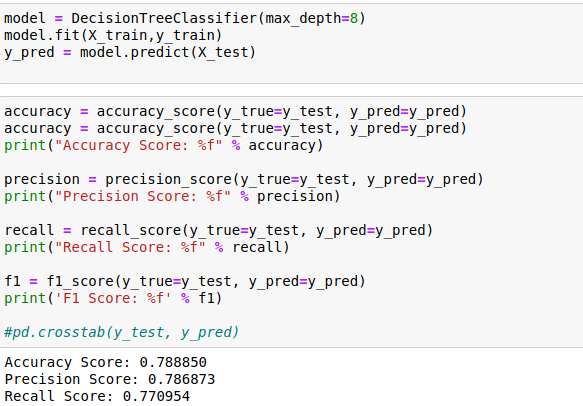 model = DecisionTreeClassifier(max_depth=8)
model.fit(X_train,y_train)
y_pred = model.predict(X_test)
accuracy = accuracy_score(y_true=y_test, y_pred=y_pred)
accuracy = accuracy_score(y_true=y_test, y_pred=y_pred)
print("Accuracy Score: %f" % accuracy)
precision = precision_score(y_true=y_test, y_pred=y_pred)
print("Precision Score: %f" % precision)
recall = recall_score(y_true=y_test, y_pred=y_pred)
print("Recall Score: %f" % recall)
f1 = f1_score(y_true=y_test, y_pred=y_pred)
print('F1 Score: %f' % f1)
#pd.crosstab(y_test, y_pred)
Accuracy Score: 0.788850
Precision Score: 0.786873
Recall Score: 0.770954